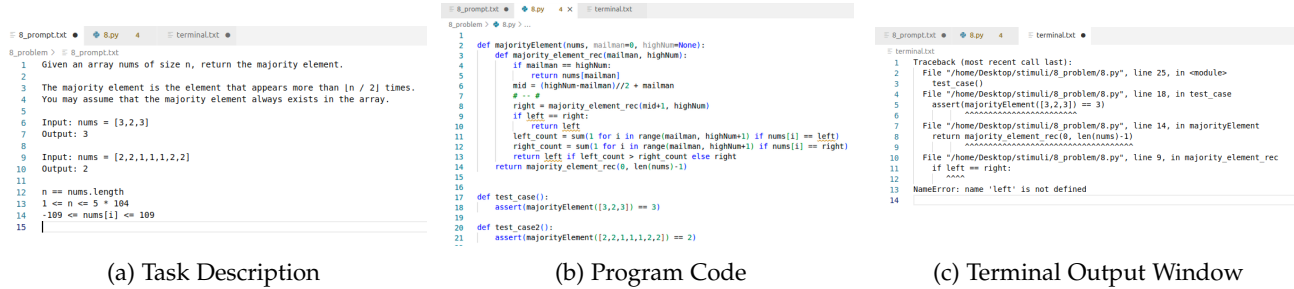 8_prompt.txt ● 8.py 4 terminal.txt ●
8_problem > 8_prompt.txt
1 Given an array nums of size n, return the majority element.
2
3 The majority element is the element that appears more than ⌊n / 2⌋ times.
4 You may assume that the majority element always exists in the array.
5
6 Input: nums = [3,2,3]
7 Output: 3
8
9 Input: nums = [2,2,1,1,1,2,2]
10 Output: 2
11
12 n == nums.length
13 1 <= n <= 5 * 104
14 -109 <= nums[i] <= 109
15
(a) Task Description
8_prompt.txt ● 8.py 4 × terminal.txt
8_problem > 8.py > ...
1
2 def majorityElement(nums, mailman=0, highNum=None):
3 def majority_element_rec(mailman, highNum):
4 if mailman == highNum:
5 return nums[mailman]
6 mid = (highNum-mailman)//2 + mailman
7 # -- #
8 right = majority_element_rec(mid+1, highNum)
9 if left == right:
10 return left
11 left_count = sum(1 for i in range(mailman, highNum+1) if nums[i] == left)
12 right_count = sum(1 for i in range(mailman, highNum+1) if nums[i] == right)
13 return left if left_count > right_count else right
14 return majority_element_rec(0, len(nums)-1)
15
16
17 def test_case():
18 assert(majorityElement([3,2,3]) == 3)
19
20 def test_case2():
21 assert(majorityElement([2,2,1,1,1,2,2]) == 2)
(b) Program Code
8_prompt.txt ● 8.py 4 terminal.txt ●
terminal.txt
1 Traceback (most recent call last):
2 File "/home/Desktop/stimuli/8_problem/8.py", line 25, in <module>
3 test_case()
4 File "/home/Desktop/stimuli/8_problem/8.py", line 18, in test_case
5 assert(majorityElement([3,2,3]) == 3)
6 ^^^^^^^^^^^^^^^^^^^^^^^^
7 File "/home/Desktop/stimuli/8_problem/8.py", line 14, in majorityElement
8 return majority_element_rec(0, len(nums)-1)
9 ^^^^^^^^^^^^^^^^^^^^^^^^^^^^^^^^^^^^
10 File "/home/Desktop/stimuli/8_problem/8.py", line 9, in majority_element_rec
11 if left == right:
12 ^^^^
13 NameError: name 'left' is not defined
14
(c) Terminal Output Window